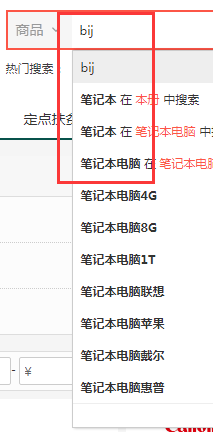 商品 bij
bij
热门搜索：
笔记本 在 本册 中搜索
笔记本 在 笔记本电脑 中
定点扶
笔记本电脑 在 笔记本电脑
笔记本电脑4G
笔记本电脑8G
笔记本电脑1T
笔记本电脑联想
笔记本电脑苹果
笔记本电脑戴尔
- ¥
笔记本电脑惠普
Canon